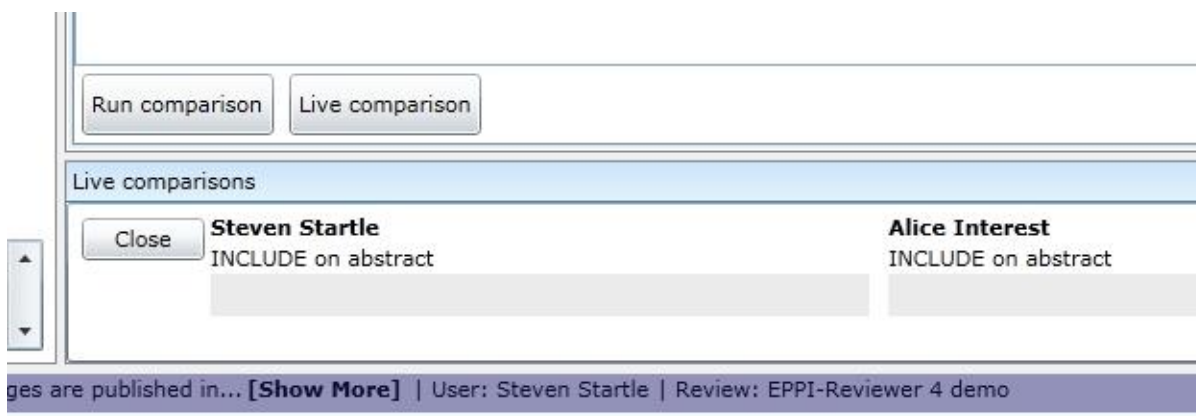 Run comparison Live comparison
Live comparisons
Close Steven Startle Alice Interest
INCLUDE on abstract INCLUDE on abstract
ges are published in... [Show More] | User: Steven Startle | Review: EPPI-Reviewer 4 demo